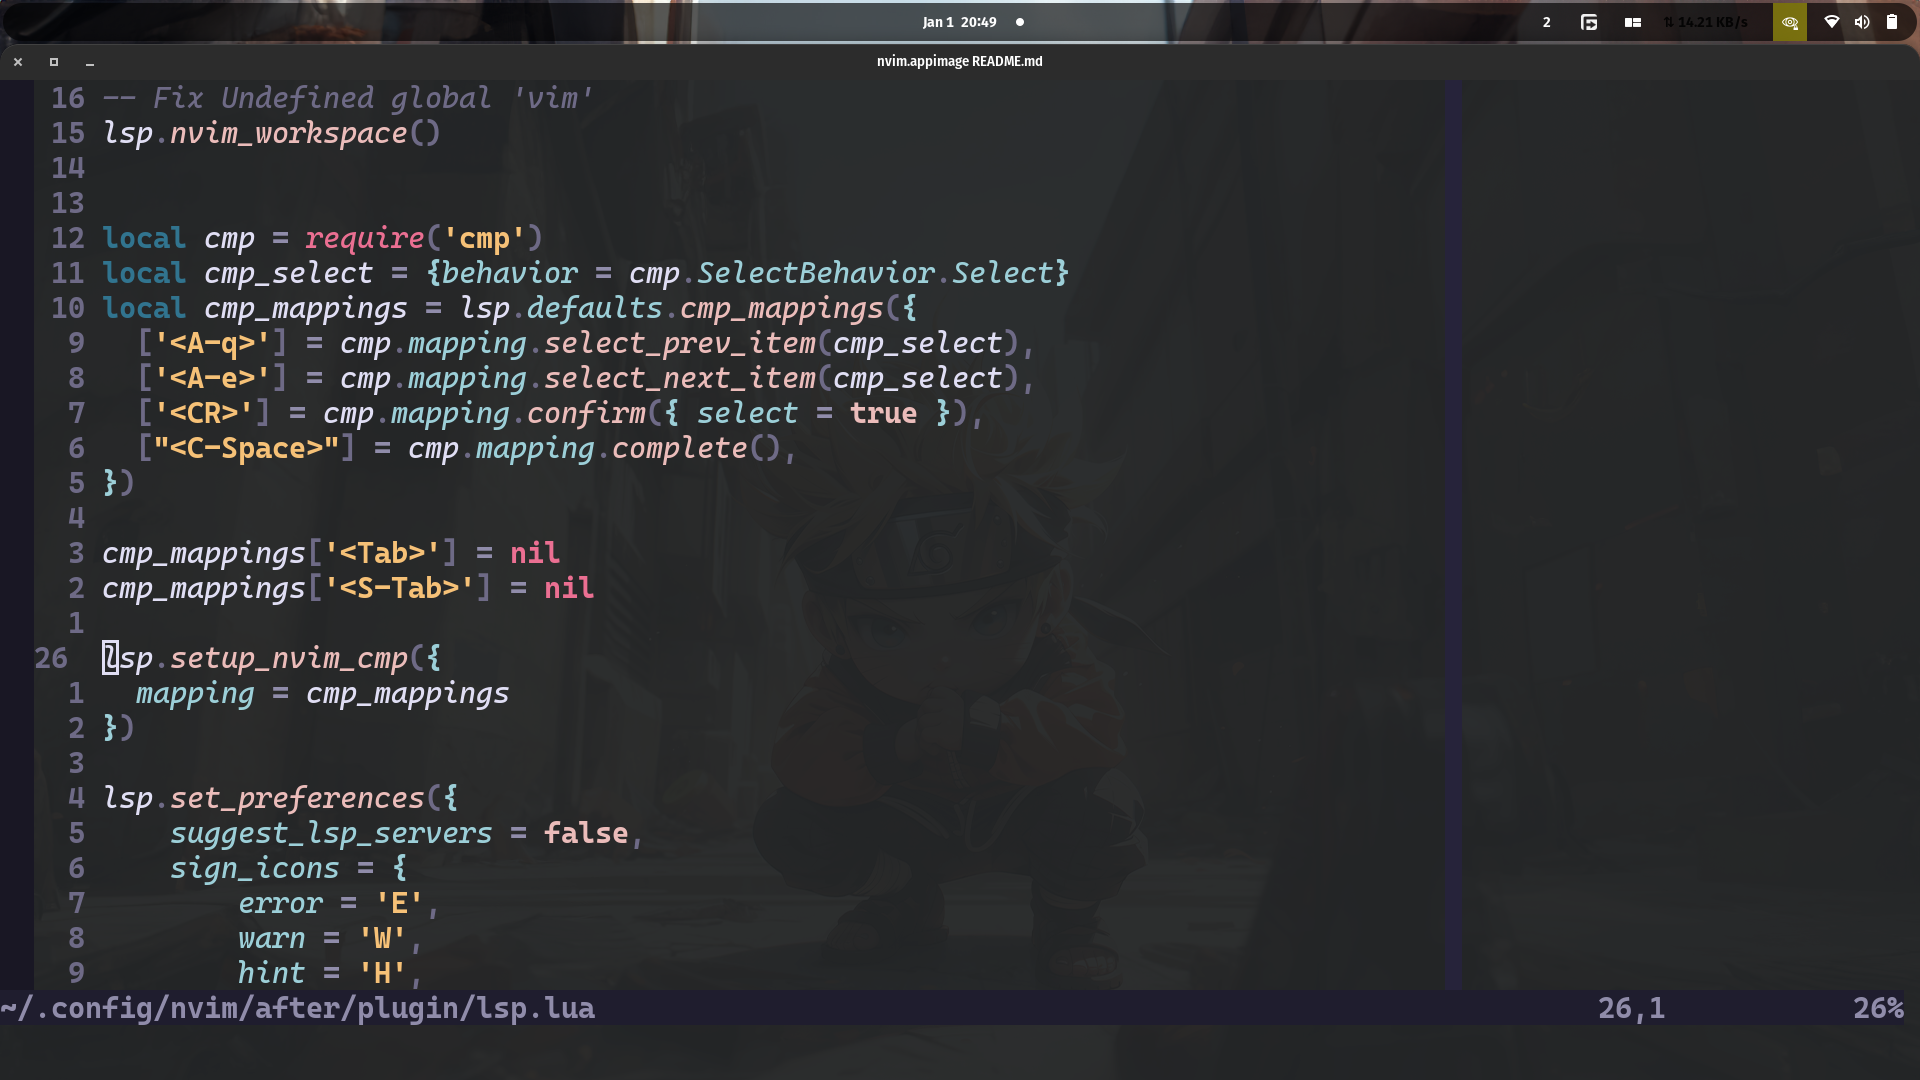 Jan 1 20:49
2
⇅ 14.21 KB/s
nvim.appimage README.md
16 -- Fix Undefined global 'vim'
15 lsp.nvim_workspace()
14
13
12 local cmp = require('cmp')
11 local cmp_select = {behavior = cmp.SelectBehavior.Select}
10 local cmp_mappings = lsp.defaults.cmp_mappings({
9 ['<A-q>'] = cmp.mapping.select_prev_item(cmp_select),
8 ['<A-e>'] = cmp.mapping.select_next_item(cmp_select),
7 ['<CR>'] = cmp.mapping.confirm({ select = true }),
6 ["<C-Space>"] = cmp.mapping.complete(),
5 })
4
3 cmp_mappings['<Tab>'] = nil
2 cmp_mappings['<S-Tab>'] = nil
1
26 lsp.setup_nvim_cmp({
1 mapping = cmp_mappings
2 })
3
4 lsp.set_preferences({
5 suggest_lsp_servers = false,
6 sign_icons = {
7 error = 'E',
8 warn = 'W',
9 hint = 'H',
~/.config/nvim/after/plugin/lsp.lua 26,1 26%